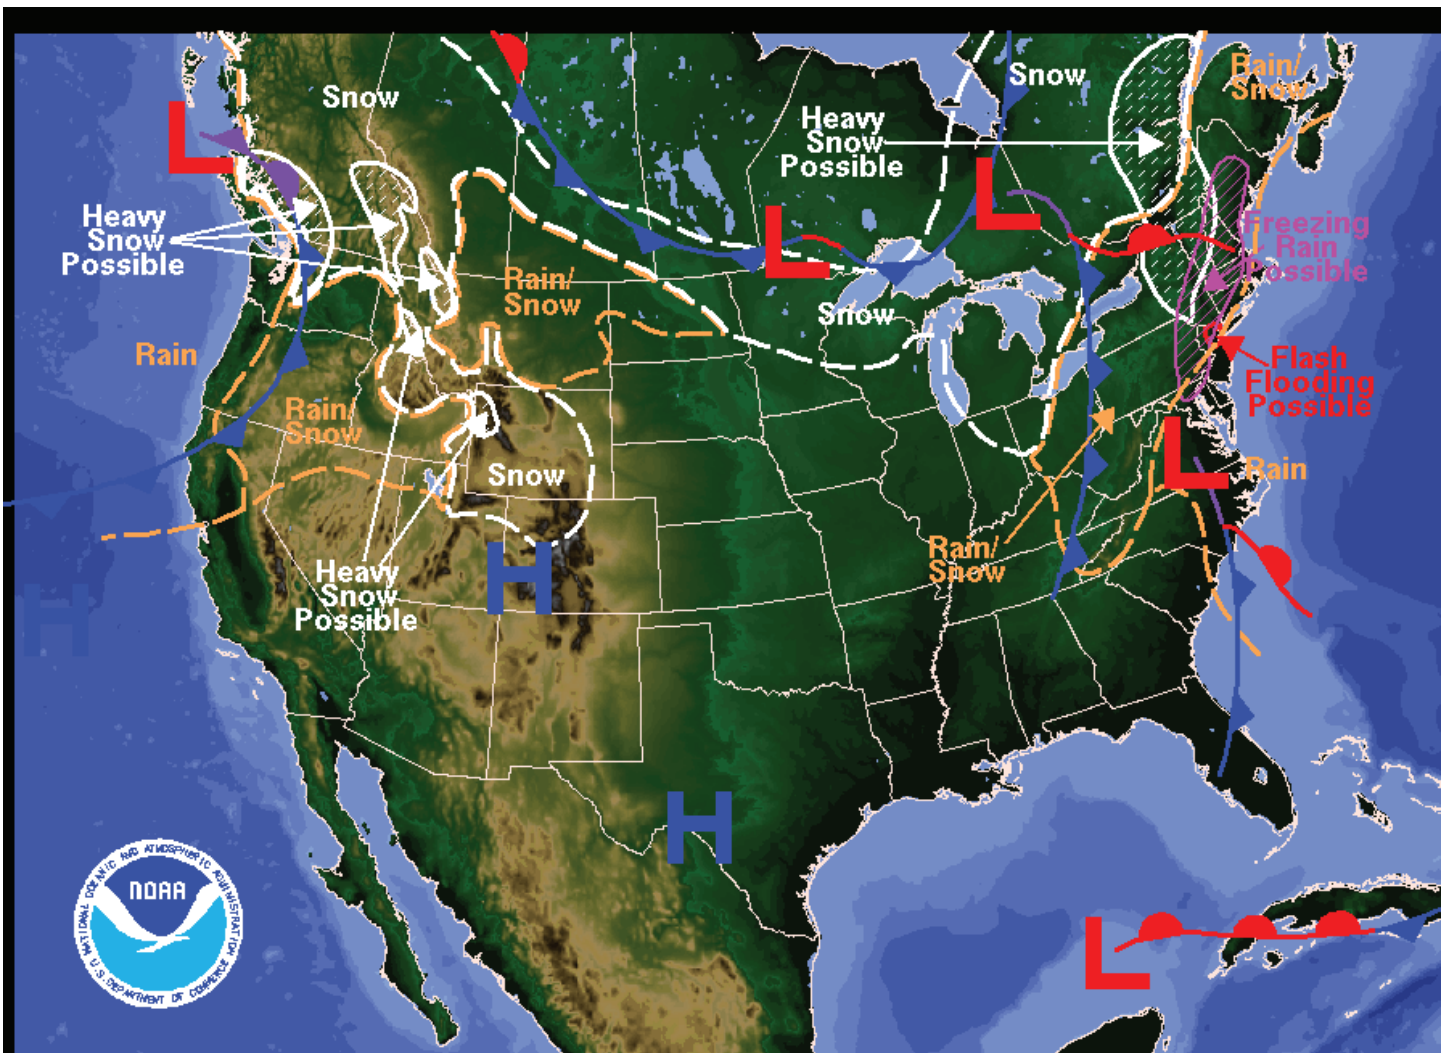 Snow
Heavy
Snow
Possible
Snow
Rain/
Snow
L
Heavy
Snow
Possible
L
L
Freezing
Rain
Possible
Rain/
Snow
Snow
Rain
Flash
Flooding
Possible
Rain/
Snow
L
Snow
Rain
Rain/
Snow
Heavy
Snow
Possible
H
H
H
NATIONAL OCEANIC AND ATMOSPHERIC ADMINISTRATION
NOAA
U.S. DEPARTMENT OF COMMERCE
L